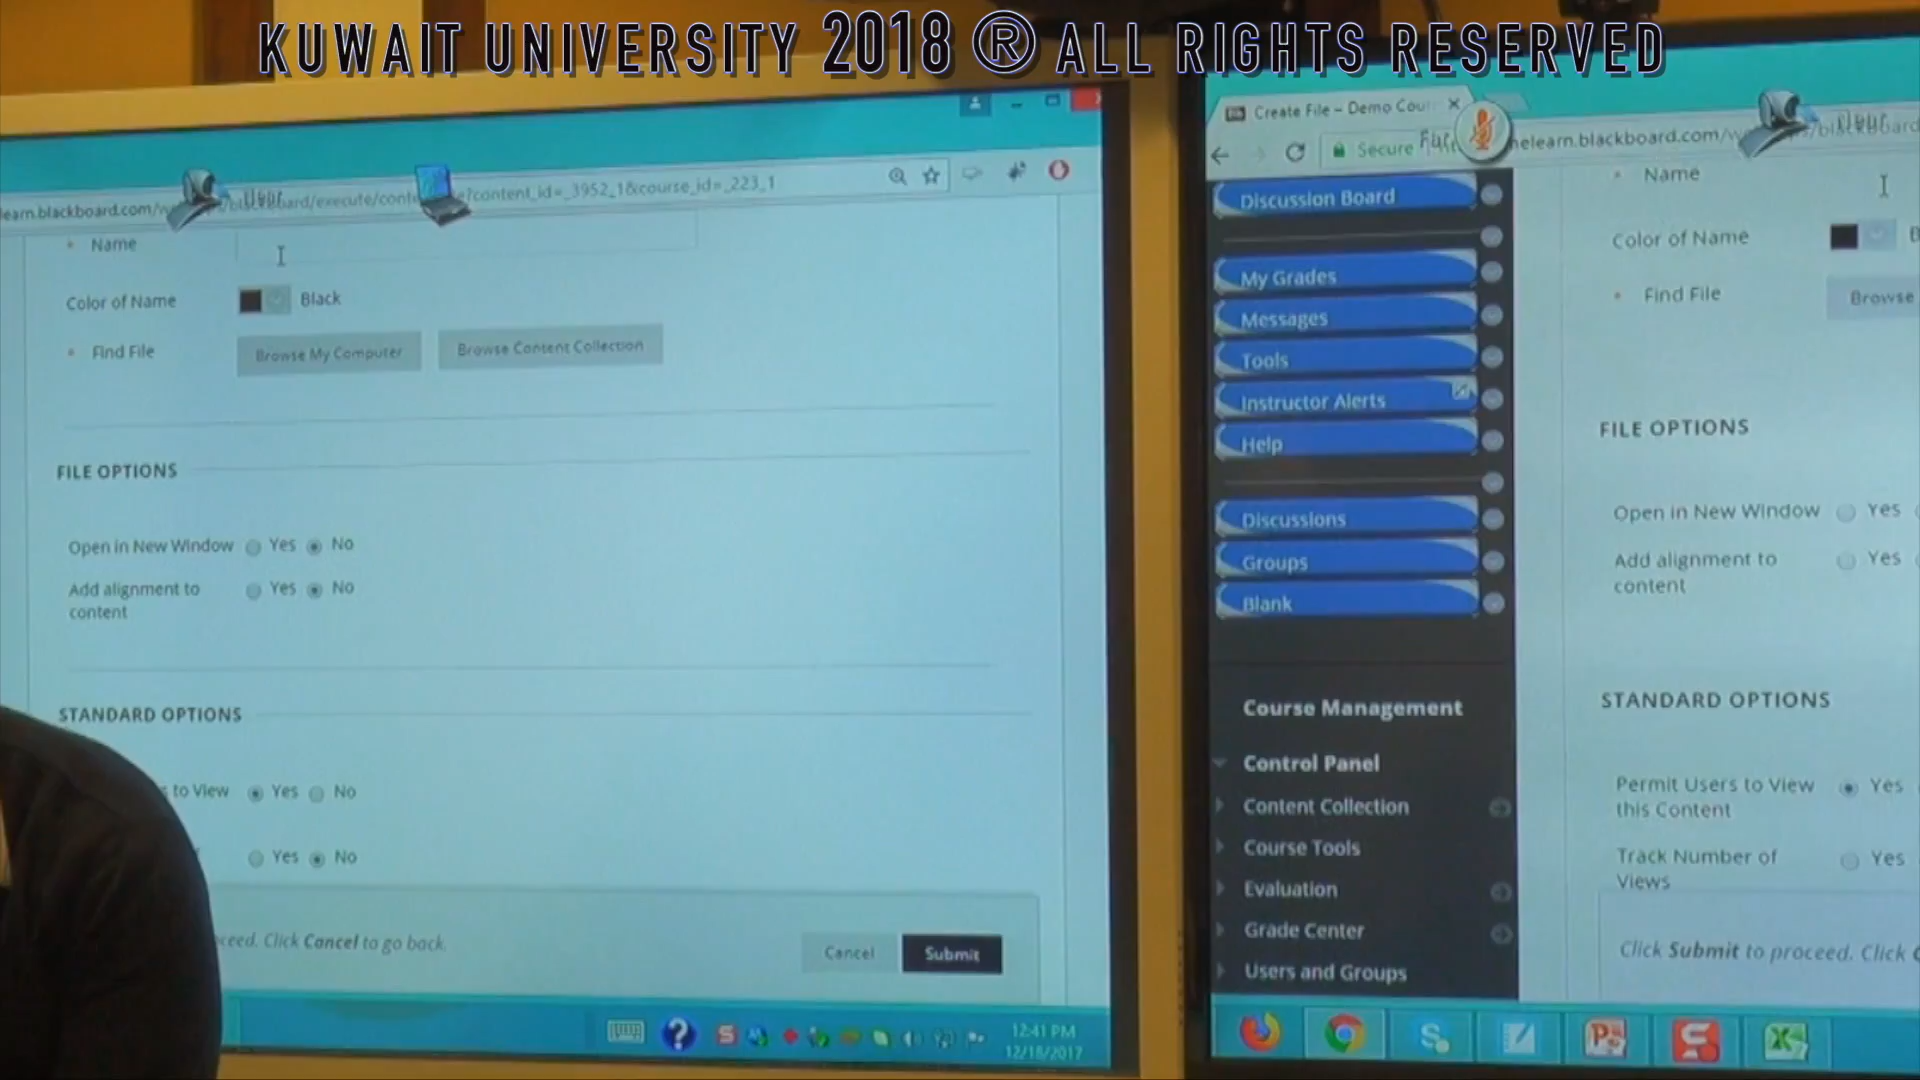 KUWAIT UNIVERSITY 2018 ® ALL RIGHTS RESERVED
?content_id=_3952_1&course_id=_223_1
* Name
Color of Name
Black
* Find File
Browse My Computer
Browse Content Collection
FILE OPTIONS
Open in New Window
Yes
No
Add alignment to
content
Yes
No
STANDARD OPTIONS
to View
Yes
No
Yes
No
Click Cancel to go back.
Cancel
Submit
12:41 PM
12/18/2017
Create File – Demo Cour
Secure
Discussion Board
My Grades
Messages
Tools
Instructor Alerts
Help
Discussions
Groups
Blank
Course Management
Control Panel
Content Collection
Course Tools
Evaluation
Grade Center
Users and Groups
* Name
Color of Name
* Find File
Browse
FILE OPTIONS
Open in New Window
Yes
Add alignment to
content
Yes
STANDARD OPTIONS
Permit Users to View
this Content
Yes
Track Number of
Views
Yes
Click Submit to proceed. Click